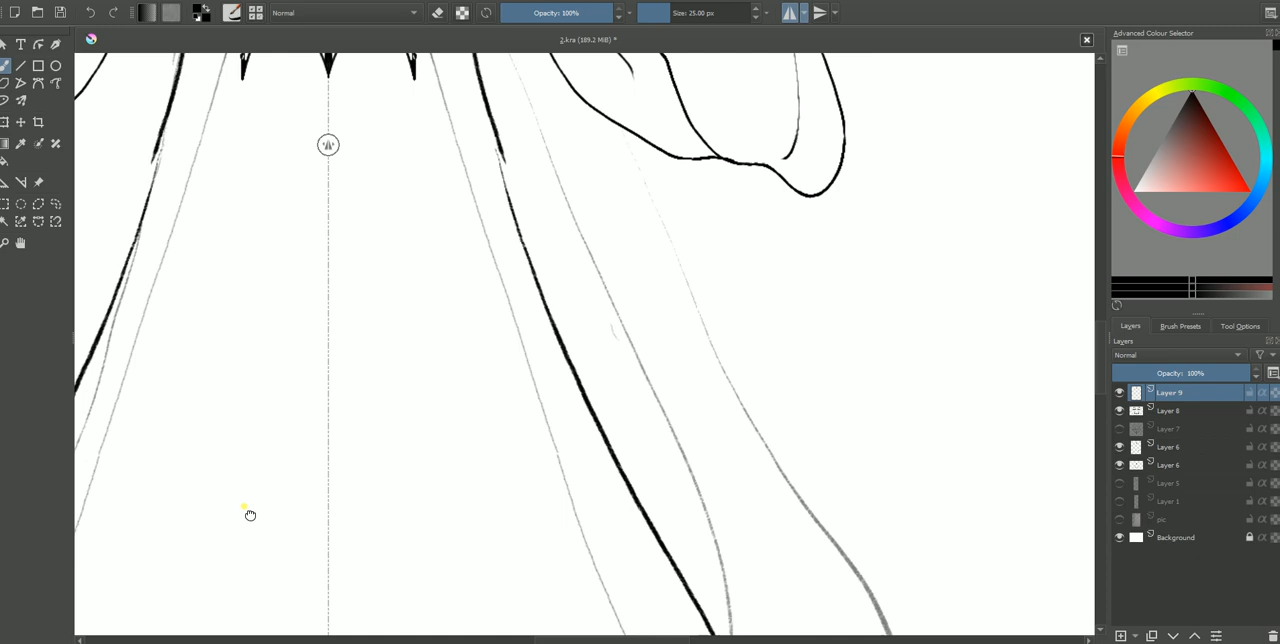 Normal
Opacity: 100%
Size: 25.00 px
2.kra (189.2 MiB) *
Advanced Colour Selector
Layers
Brush Presets
Tool Options
Layers
Normal
Opacity: 100%
Layer 9
Layer 8
Layer 7
Layer 6
Layer 6
Layer 5
Layer 1
pic
Background